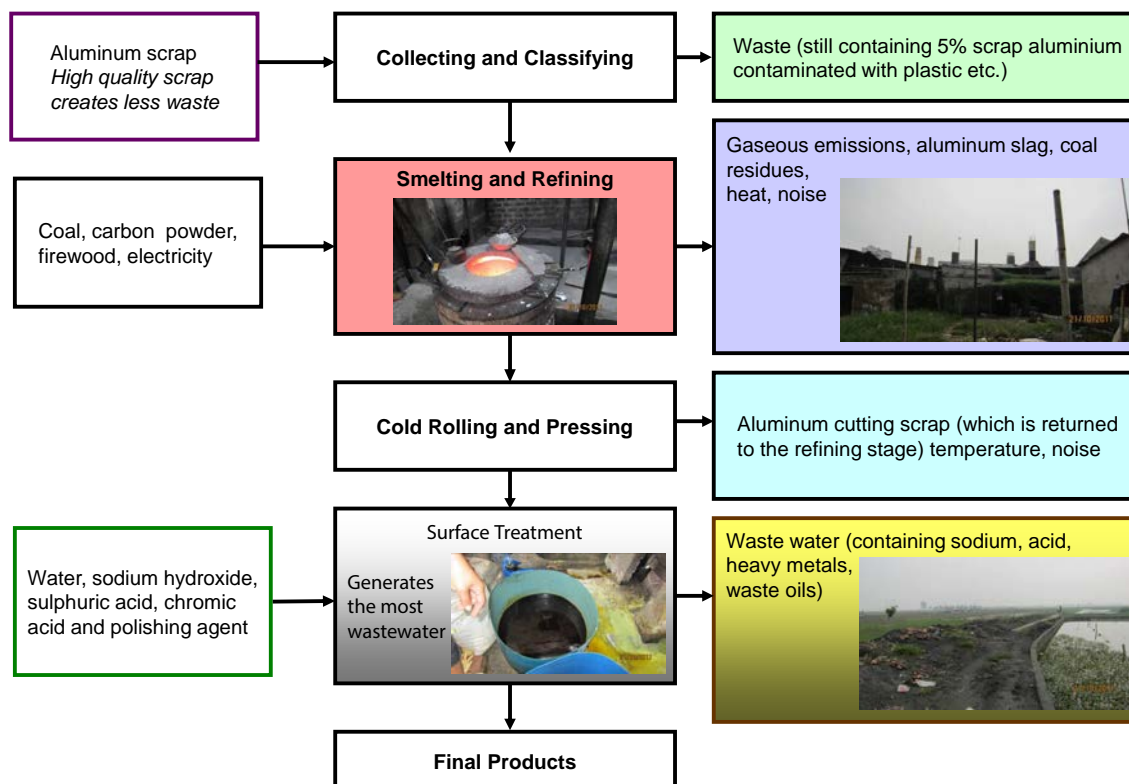 Aluminum scrap
High quality scrap
creates less waste
Collecting and Classifying
Waste (still containing 5% scrap aluminium
contaminated with plastic etc.)
Smelting and Refining
Coal, carbon powder,
firewood, electricity
Gaseous emissions, aluminum slag, coal
residues,
heat, noise
21/10/2011
Cold Rolling and Pressing
Aluminum cutting scrap (which is returned
to the refining stage) temperature, noise
Water, sodium hydroxide,
sulphuric acid, chromic
acid and polishing agent
Surface Treatment
Generates
the most
wastewater
Waste water (containing sodium, acid,
heavy metals,
waste oils)
Final Products